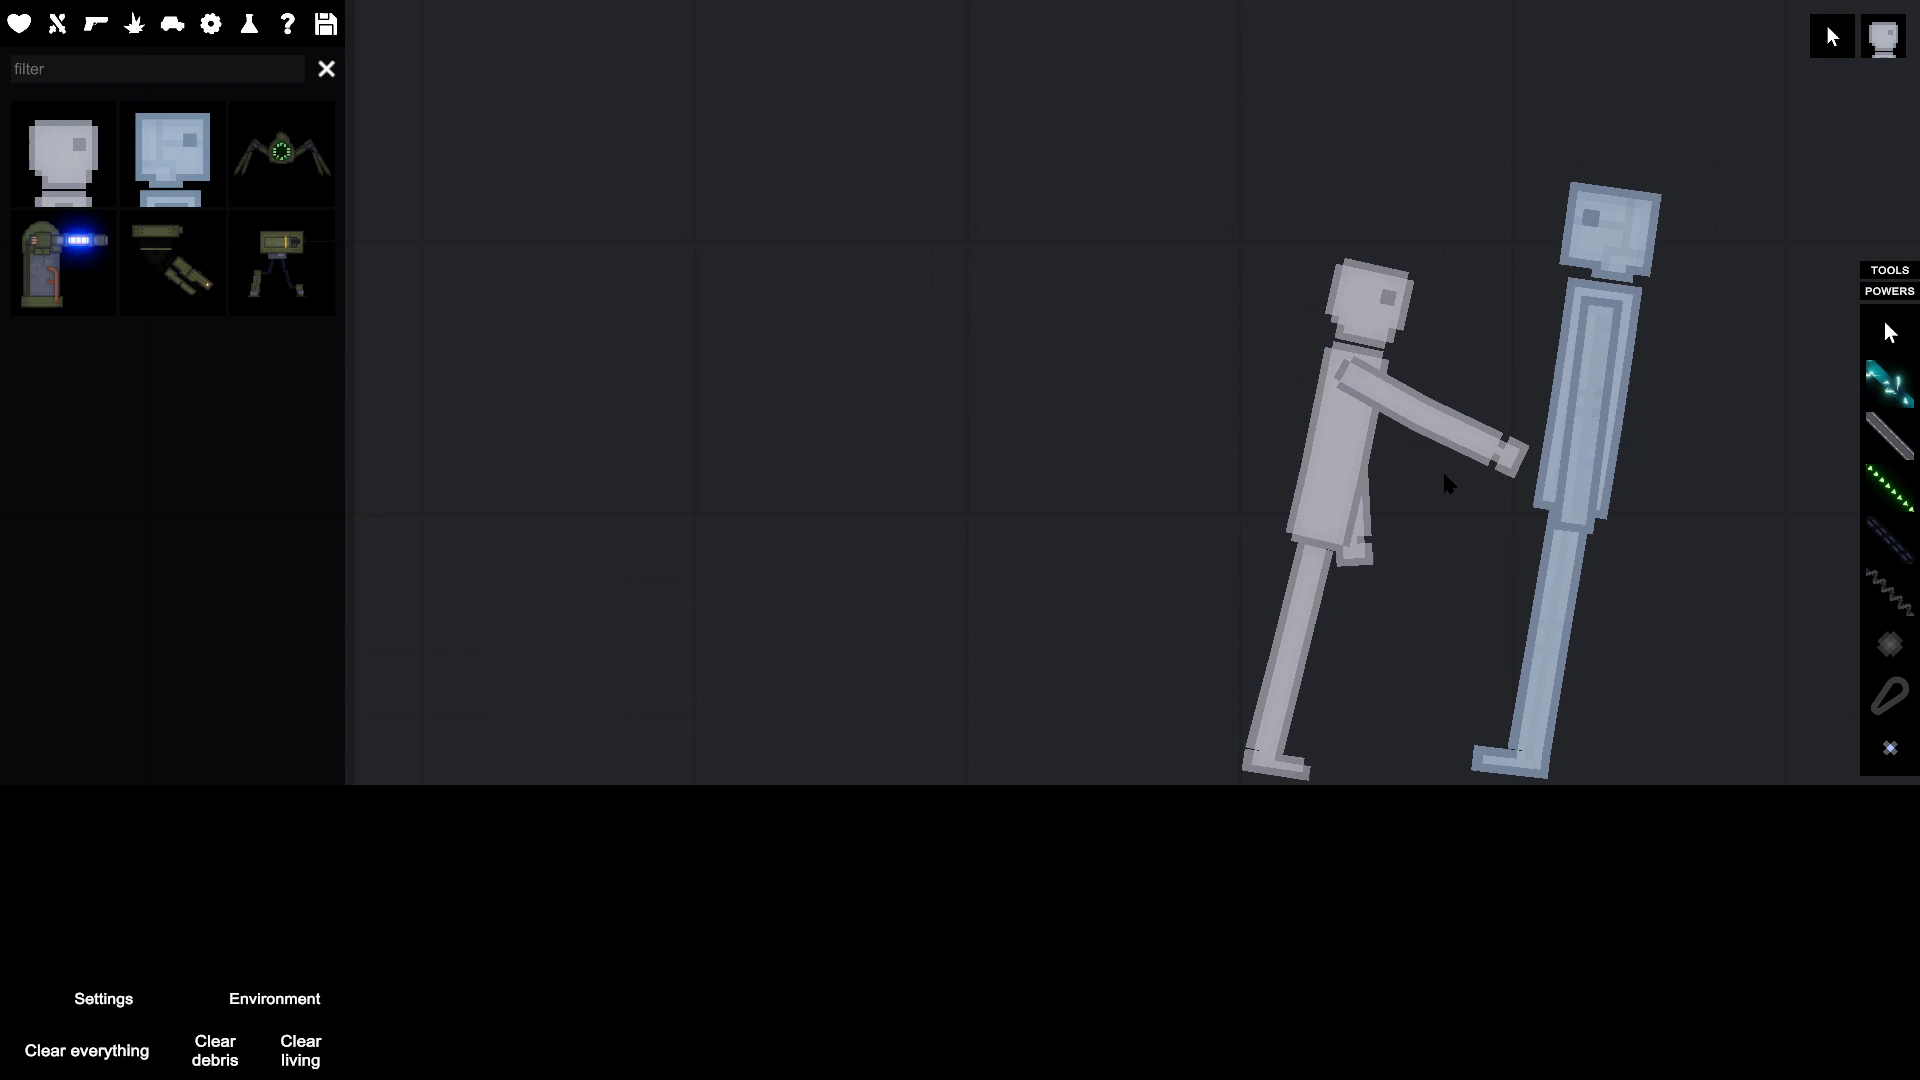 filter
TOOLS
POWERS
Settings
Environment
Clear everything
Clear
debris
Clear
living